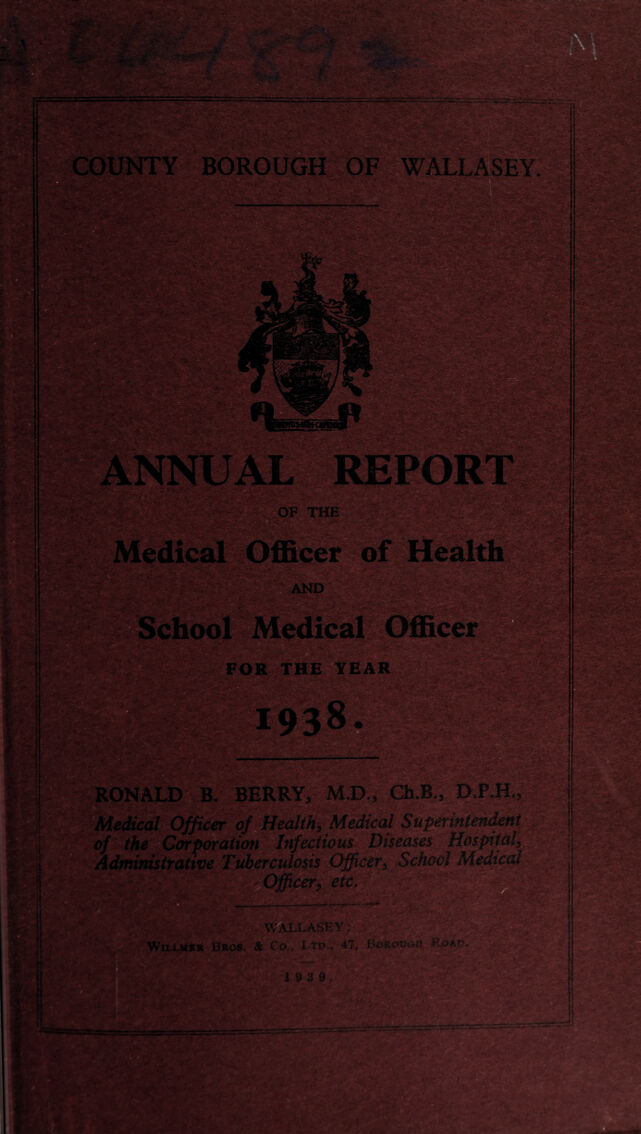 COUNTY BOROUGH OF WALLASEY.
ANNUAL REPORT
OF THE
Medical Officer of Health
AND
School Medical Officer
FOR THE YEAR
1938.
RONALD B. BERRY, M.D., Ch.B., D.P.H.,
Medical Officer of Health, Medical Superintendent
of the Corporation Infectious Diseases Hospital,
Administrative Tuberculosis Officer, School Medical
Officer, etc.
WALLASEY:
WILLMER BROS. & CO., LTD., 47, BOROUGH ROAD.
1939.